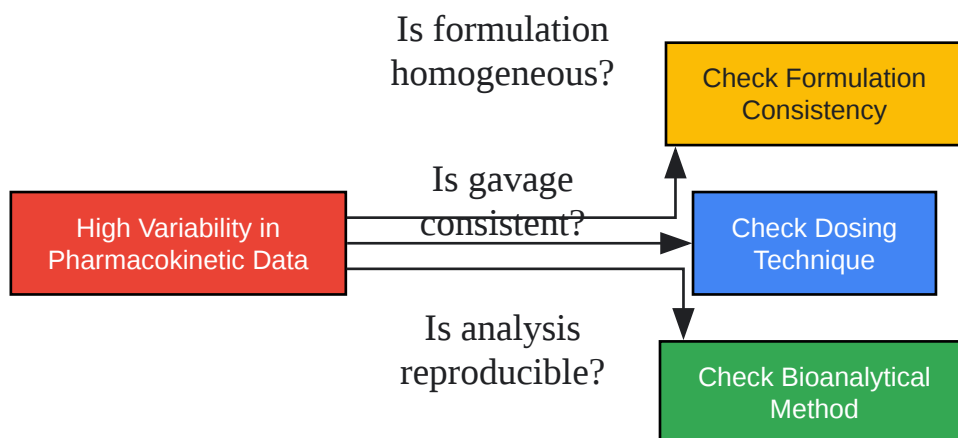 Is formulation
homogeneous?
Check Formulation
Consistency
Is gavage
consistent?
High Variability in
Pharmacokinetic Data
Check Dosing
Technique
Is analysis
reproducible?
Check Bioanalytical
Method